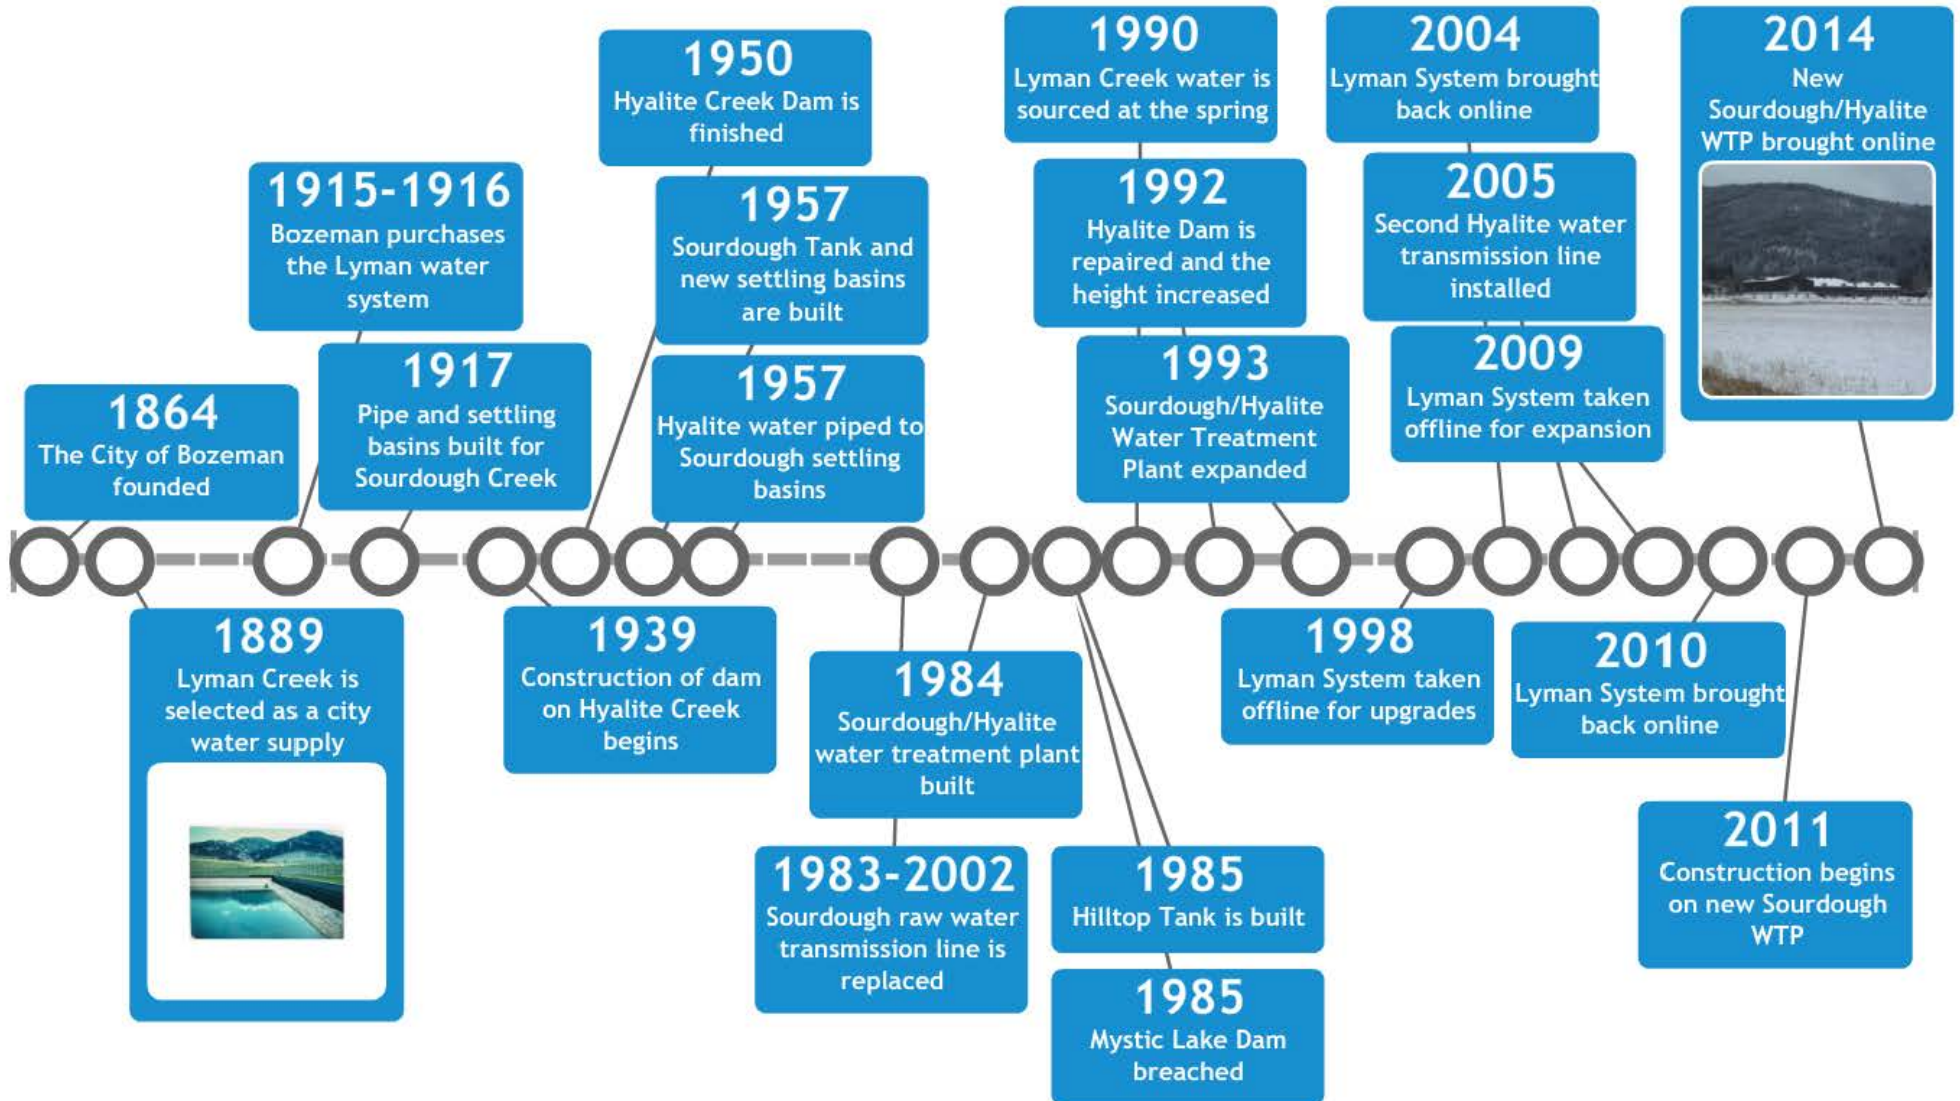 1864
The City of Bozeman
founded
1889
Lyman Creek is
selected as a city
water supply
1915-1916
Bozeman purchases
the Lyman water
system
1917
Pipe and settling
basins built for
Sourdough Creek
1939
Construction of dam
on Hyalite Creek
begins
1950
Hyalite Creek Dam is
finished
1957
Sourdough Tank and
new settling basins
are built
1957
Hyalite water piped to
Sourdough settling
basins
1983-2002
Sourdough raw water
transmission line is
replaced
1984
Sourdough/Hyalite
water treatment plant
built
1985
Hilltop Tank is built
1985
Mystic Lake Dam
breached
1990
Lyman Creek water is
sourced at the spring
1992
Hyalite Dam is
repaired and the
height increased
1993
Sourdough/Hyalite
Water Treatment
Plant expanded
1998
Lyman System taken
offline for upgrades
2004
Lyman System brought
back online
2005
Second Hyalite water
transmission line
installed
2009
Lyman System taken
offline for expansion
2010
Lyman System brought
back online
2011
Construction begins
on new Sourdough
WTP
2014
New
Sourdough/Hyalite
WTP brought online